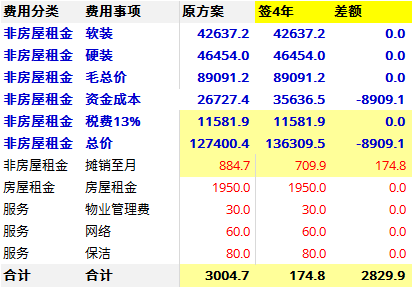 费用分类 费用事项 原方案 签4年 差额
非房屋租金 软装 42637.2 42637.2 0.0
非房屋租金 硬装 46454.0 46454.0 0.0
非房屋租金 毛总价 89091.2 89091.2 0.0
非房屋租金 资金成本 26727.4 35636.5 -8909.1
非房屋租金 税费13% 11581.9 11581.9 0.0
非房屋租金 总价 127400.4 136309.5 -8909.1
非房屋租金 摊销至月 884.7 709.9 174.8
房屋租金 房屋租金 1950.0 1950.0 0.0
服务 物业管理费 30.0 30.0 0.0
服务 网络 60.0 60.0 0.0
服务 保洁 80.0 80.0 0.0
合计 合计 3004.7 174.8 2829.9